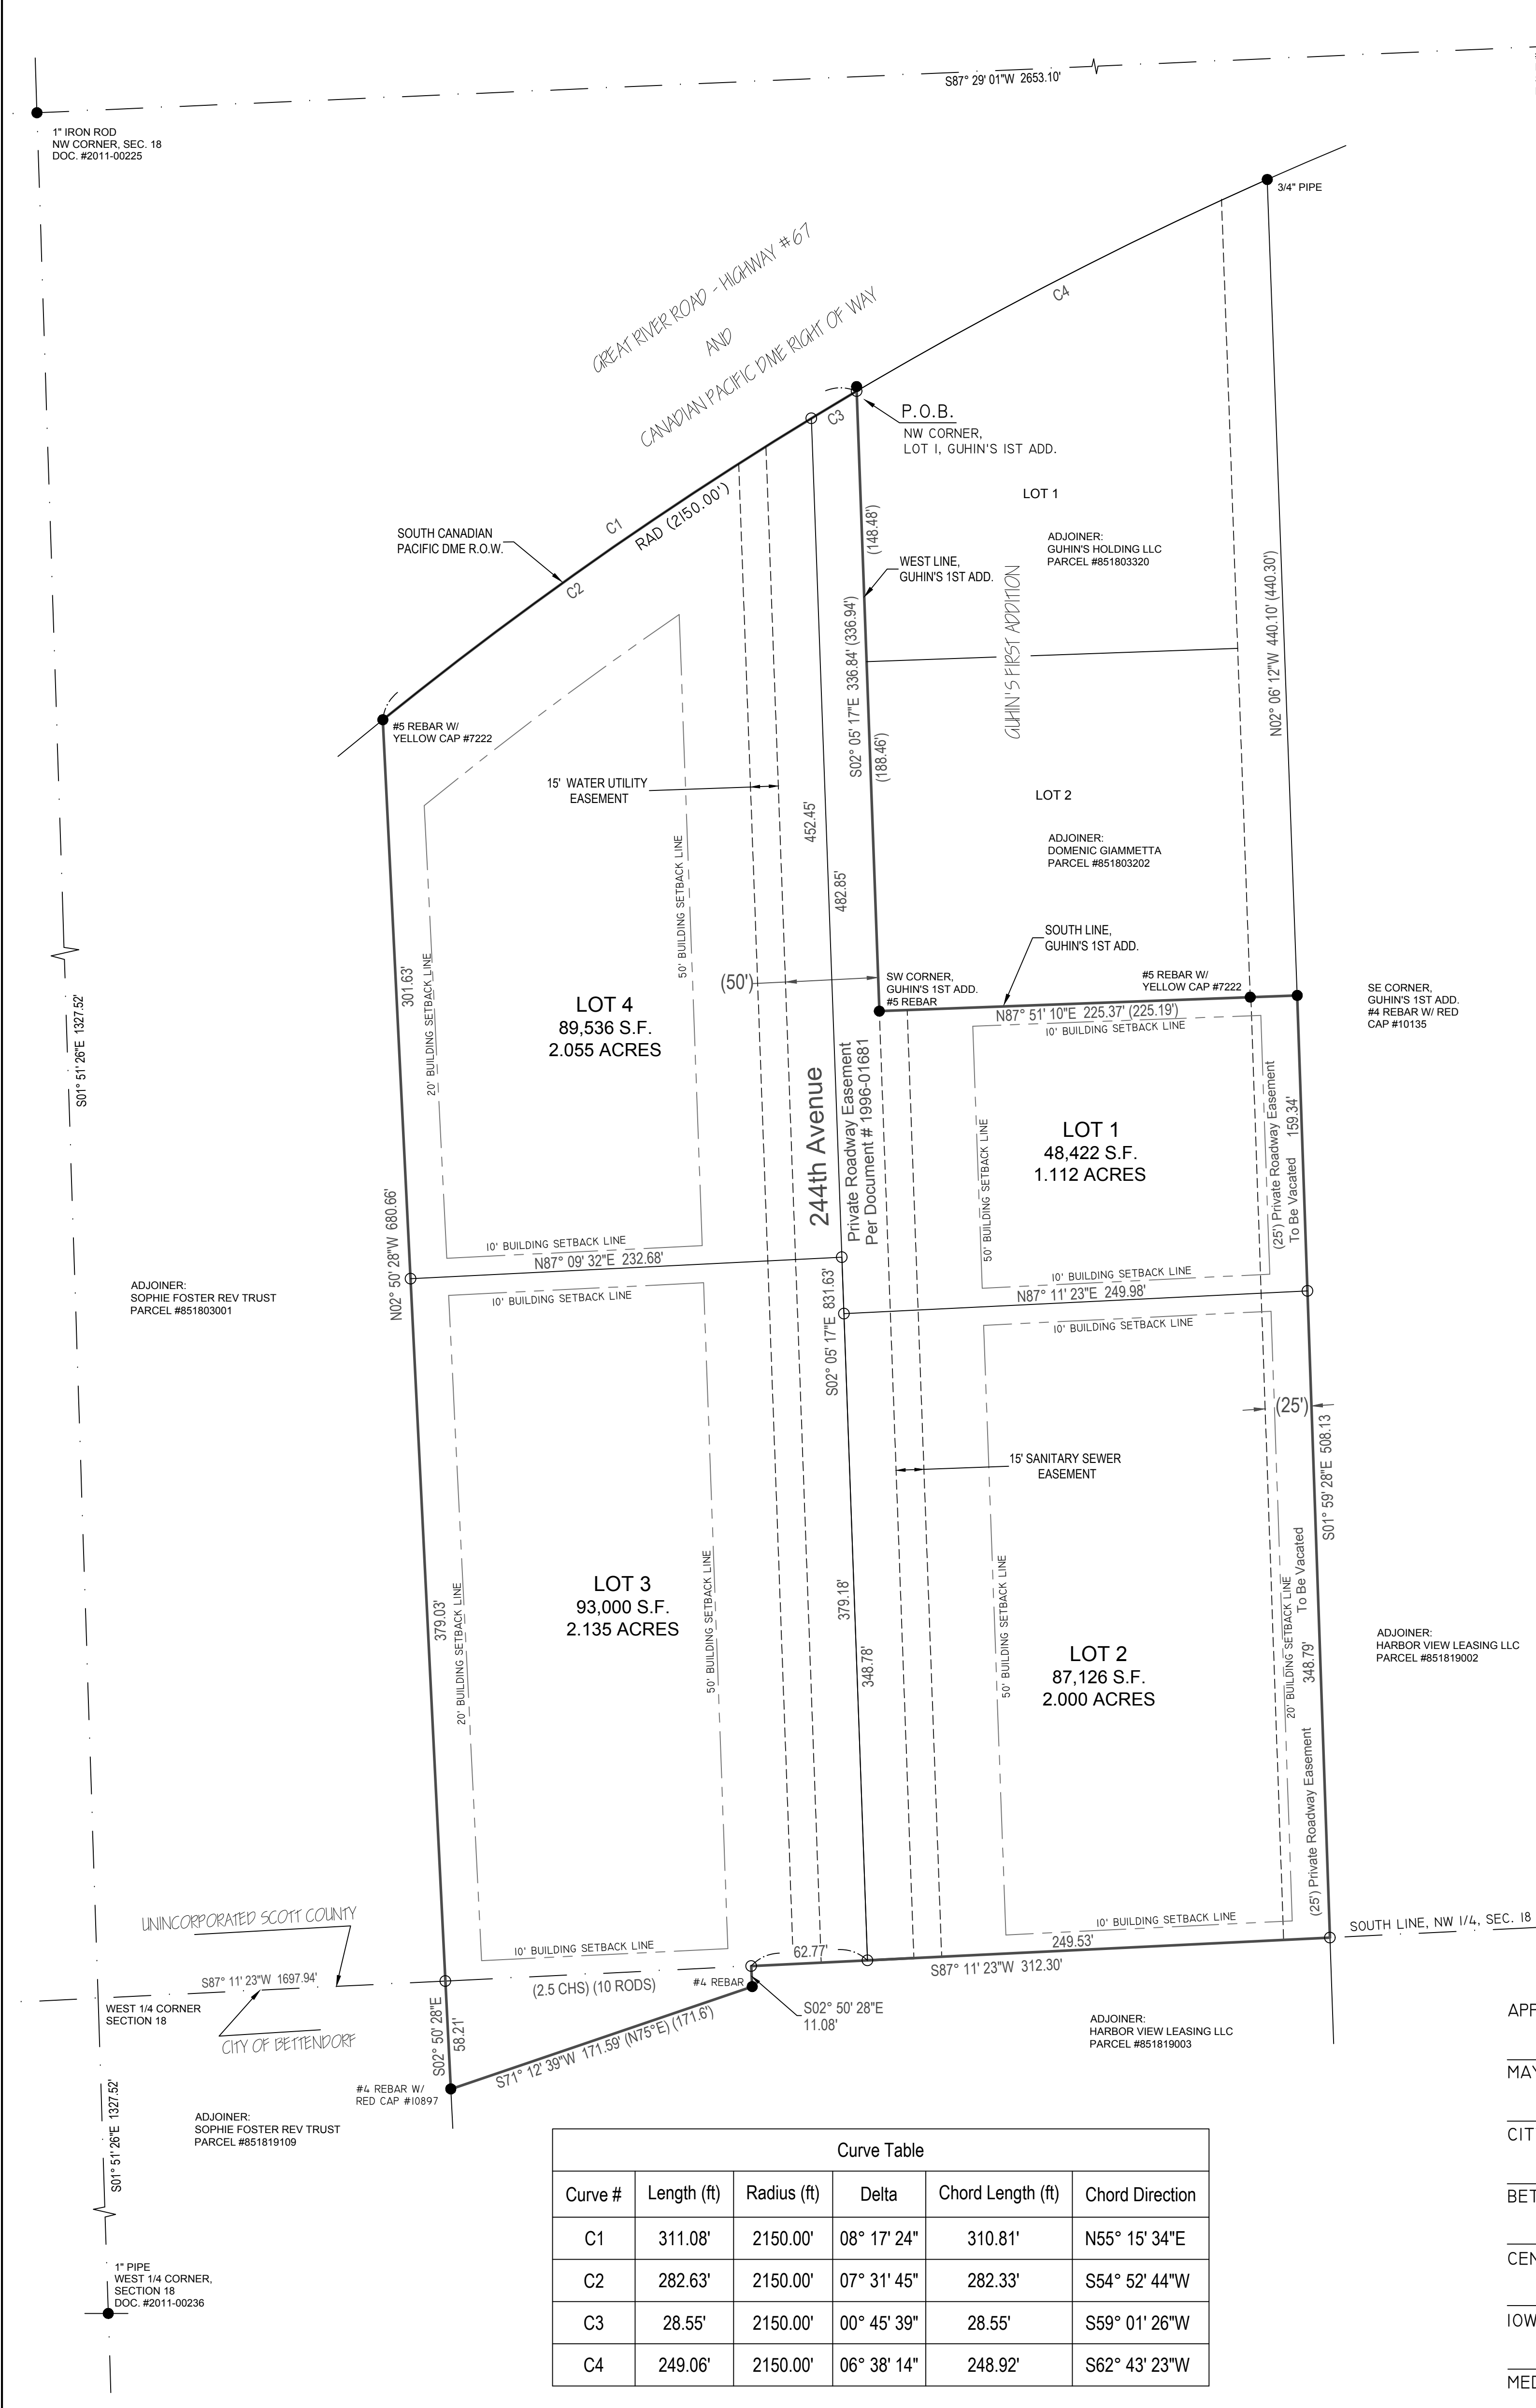 S87° 29' 01"W 2653.10'
1" IRON ROD
NW CORNER, SEC. 18
DOC. #2011-00225
3/4" PIPE
GREAT RIVER ROAD - HIGHWAY #67
AND
CANADIAN PACIFIC DME RIGHT OF WAY
C4
C3
P.O.B.
NW CORNER,
LOT 1, GUHIN'S 1ST ADD.
LOT 1
ADJOINER:
GUHIN'S HOLDING LLC
PARCEL #851803320
C1
RAD (2150.00')
SOUTH CANADIAN
PACIFIC DME R.O.W.
C2
(148.48')
WEST LINE,
GUHIN'S 1ST ADD.
GUHIN'S FIRST ADDITION
N02° 06' 12"W 440.10' (440.30')
S02° 05' 17"E 336.84' (336.94')
(188.46')
#5 REBAR W/
YELLOW CAP #7222
15' WATER UTILITY
EASEMENT
452.45'
482.85'
LOT 2
ADJOINER:
DOMENIC GIAMMETTA
PARCEL #851803202
SOUTH LINE,
GUHIN'S 1ST ADD.
50' BUILDING SETBACK LINE
20' BUILDING SETBACK LINE
301.63'
(50')
SW CORNER,
GUHIN'S 1ST ADD.
#5 REBAR
#5 REBAR W/
YELLOW CAP #7222
SE CORNER,
GUHIN'S 1ST ADD.
#4 REBAR W/ RED
CAP #10135
LOT 4
89,536 S.F.
2.055 ACRES
N87° 51' 10"E 225.37' (225.19')
10' BUILDING SETBACK LINE
S01° 51' 26"E 1327.52'
244th Avenue
Private Roadway Easement
Per Document # 1996-01681
LOT 1
48,422 S.F.
1.112 ACRES
50' BUILDING SETBACK LINE
(25') Private Roadway Easement
To Be Vacated
159.34'
N02° 50' 28"W 680.66'
10' BUILDING SETBACK LINE
N87° 09' 32"E 232.68'
10' BUILDING SETBACK LINE
10' BUILDING SETBACK LINE
N87° 11' 23"E 249.98'
10' BUILDING SETBACK LINE
ADJOINER:
SOPHIE FOSTER REV TRUST
PARCEL #851803001
S02° 05' 17"E 831.63'
(25')
S01° 59' 28"E 508.13
15' SANITARY SEWER
EASEMENT
LOT 3
93,000 S.F.
2.135 ACRES
379.03'
20' BUILDING SETBACK LINE
50' BUILDING SETBACK LINE
379.18'
348.78'
50' BUILDING SETBACK LINE
LOT 2
87,126 S.F.
2.000 ACRES
20' BUILDING SETBACK LINE
To Be Vacated
348.79'
(25') Private Roadway Easement
ADJOINER:
HARBOR VIEW LEASING LLC
PARCEL #851819002
UNINCORPORATED SCOTT COUNTY
10' BUILDING SETBACK LINE
62.77'
10' BUILDING SETBACK LINE
249.53'
S87° 11' 23"W 312.30'
SOUTH LINE, NW 1/4, SEC. 18
S87° 11' 23"W 1697.94'
(2.5 CHS) (10 RODS)
#4 REBAR
WEST 1/4 CORNER
SECTION 18
CITY OF BETTENDORF
S02° 50' 28"E
58.21'
S71° 12' 39"W 171.59' (N75°E) (171.6')
S02° 50' 28"E
11.08'
ADJOINER:
HARBOR VIEW LEASING LLC
PARCEL #851819003
#4 REBAR W/
RED CAP #10897
ADJOINER:
SOPHIE FOSTER REV TRUST
PARCEL #851819109
S01° 51' 26"E 1327.52'
1" PIPE
WEST 1/4 CORNER,
SECTION 18
DOC. #2011-00236
Curve Table
Curve # Length (ft) Radius (ft) Delta Chord Length (ft) Chord Direction
C1 311.08' 2150.00' 08° 17' 24" 310.81' N55° 15' 34"E
C2 282.63' 2150.00' 07° 31' 45" 282.33' S54° 52' 44"W
C3 28.55' 2150.00' 00° 45' 39" 28.55' S59° 01' 26"W
C4 249.06' 2150.00' 06° 38' 14" 248.92' S62° 43' 23"W
APP
MAY
CIT
BET
CEN
IOW
MED